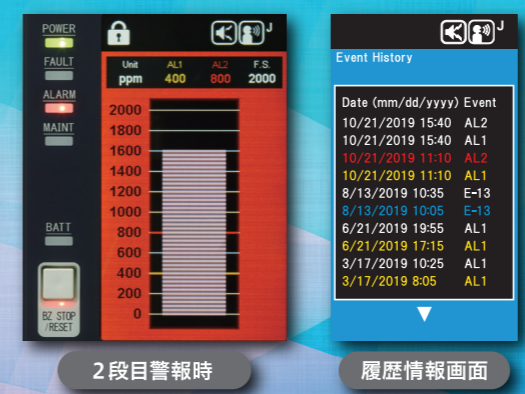 POWER
FAULT
ALARM
MAINT
BATT
BZ STOP
/RESET
J
Unit AL1 AL2 F.S.
ppm 400 800 2000
2000
1800
1600
1400
1200
1000
800
600
400
200
0
2段目警報時
J
Event History
Date (mm/dd/yyyy) Event
10/21/2019 15:40 AL2
10/21/2019 15:40 AL1
10/21/2019 11:10 AL2
10/21/2019 11:10 AL1
8/13/2019 10:35 E-13
8/13/2019 10:05 E-13
6/21/2019 19:55 AL1
6/21/2019 17:15 AL1
3/17/2019 10:25 AL1
3/17/2019 8:05 AL1
履歴情報画面